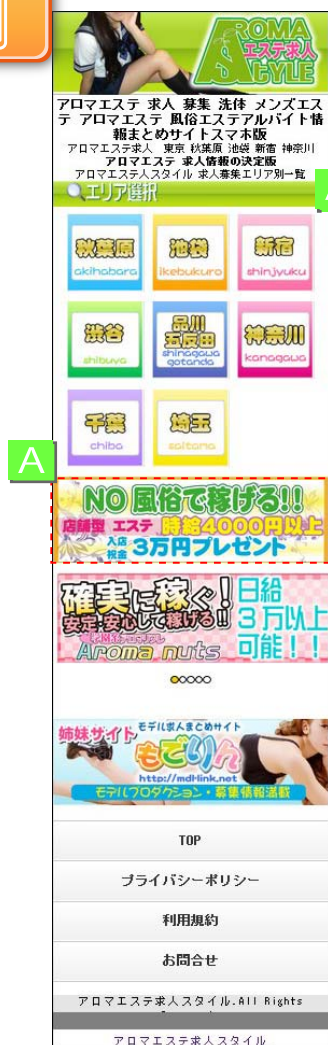 AROMA
エステ求人
STYLE
アロマエステ 求人 募集 洗体 メンズエス
テ アロマエステ 風俗エステアルバイト情
報まとめサイトスマホ版
アロマエステ求人 東京 秋葉原 池袋 新宿 神奈川
アロマエステ 求人情報の決定版
アロマエステ人スタイル 求人募集エリア別一覧
エリア選択
秋葉原
akihabara
池袋
ikebukuro
新宿
shinjyuku
渋谷
shibuya
品川
五反田
shinagawa
gotanda
神奈川
kanagawa
千葉
chiba
埼玉
saitama
A
NO 風俗で稼げる!!
店舗型 エステ 時給4000円以上
入店
祝金 3万円プレゼント
確実に稼ぐ!
安定・安心して稼げる!!
日給
3万以上
可能!!
Aroma nuts
姉妹サイト
モデル求人まとめサイト
もでりん
http://mdl-link.net
モデルプロダクション・募集情報満載
TOP
プライバシーポリシー
利用規約
お問合せ
アロマエステ求人スタイル.All Rights
アロマエステ求人スタイル